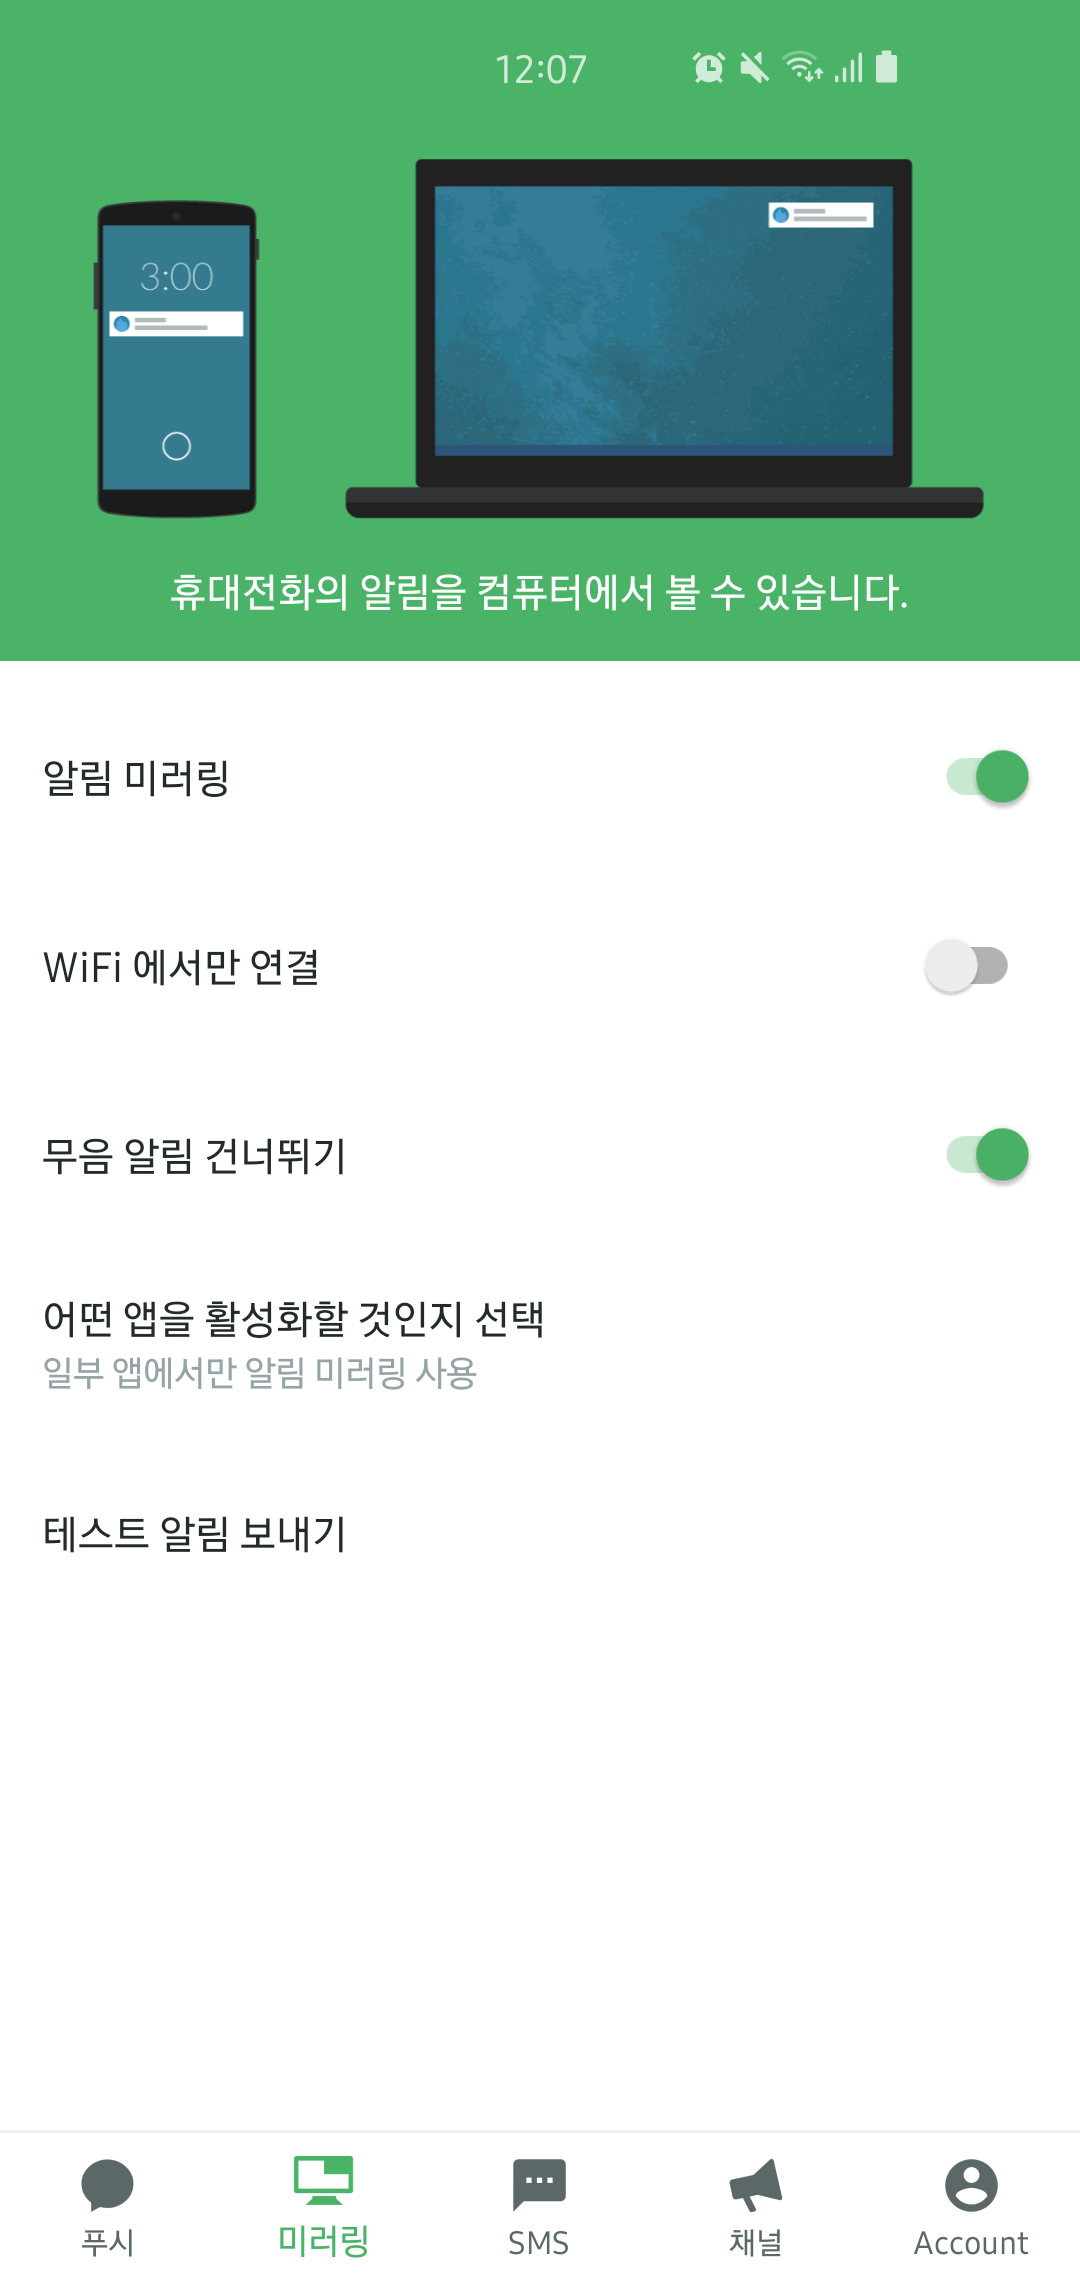 12:07
3:00
휴대전화의 알림을 컴퓨터에서 볼 수 있습니다.
알림 미러링
WiFi 에서만 연결
무음 알림 건너뛰기
어떤 앱을 활성화할 것인지 선택
일부 앱에서만 알림 미러링 사용
테스트 알림 보내기
푸시
미러링
SMS
채널
Account